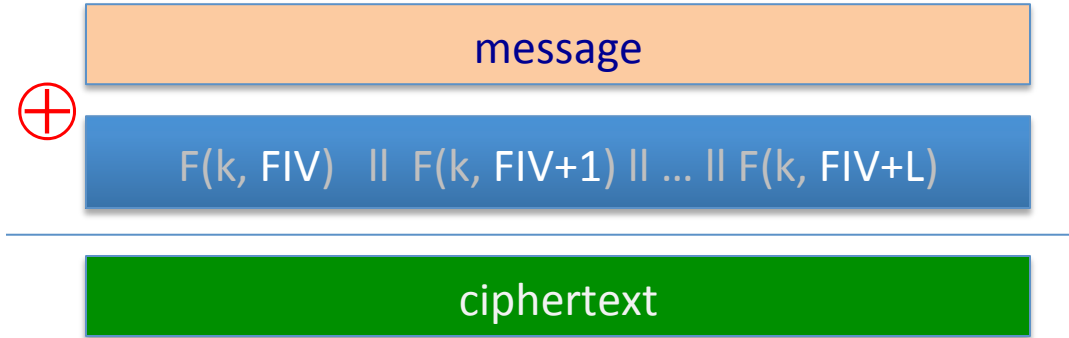 message
F(k, FIV) ll F(k, FIV+1) ll … ll F(k, FIV+L)
ciphertext